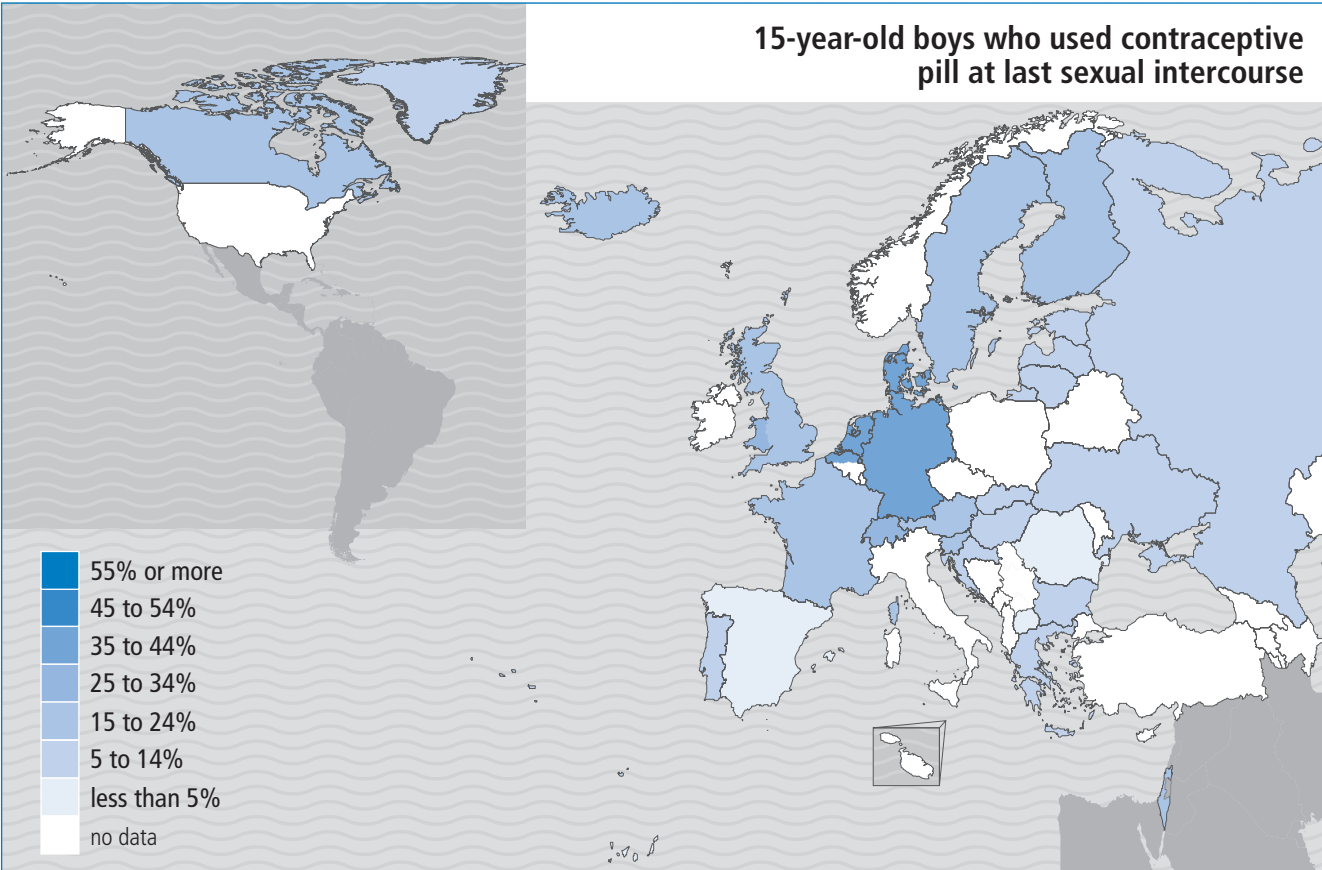 15-year-old boys who used contraceptive
pill at last sexual intercourse
55% or more
45 to 54%
35 to 44%
25 to 34%
15 to 24%
5 to 14%
less than 5%
no data